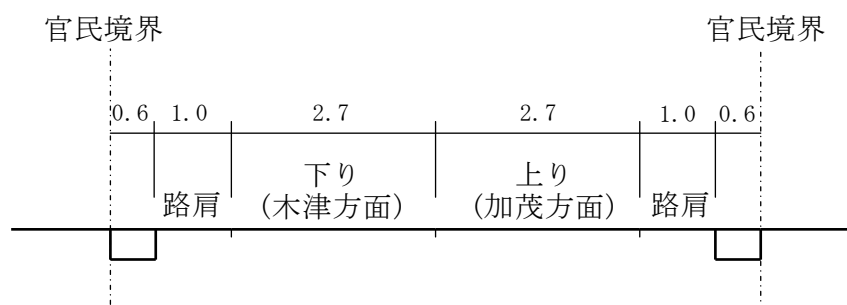 官民境界 官民境界
0.6 1.0 2.7 2.7 1.0 0.6
下り 上り
路肩 (木津方面) (加茂方面) 路肩